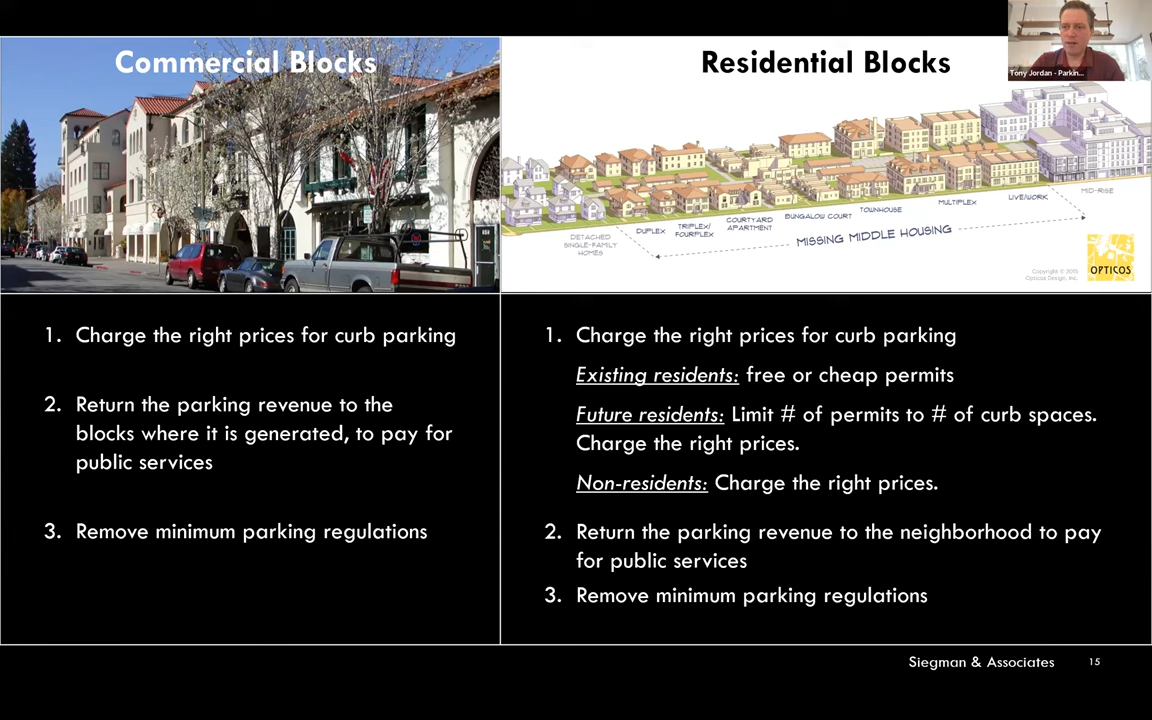 Commercial Blocks
Residential Blocks
Tony Jordan - Parkin...
DETACHED
SINGLE-FAMILY
HOMES
DUPLEX
TRIPLEX/
FOURPLEX
COURTYARD
APARTMENT
BUNGALOW COURT
TOWNHOUSE
MULTIPLEX
LIVE/WORK
MID-RISE
MISSING MIDDLE HOUSING
Copyright © 2015
Opticos Design, Inc.
OPTICOS
1. Charge the right prices for curb parking
2. Return the parking revenue to the
blocks where it is generated, to pay for
public services
3. Remove minimum parking regulations
1. Charge the right prices for curb parking
Existing residents: free or cheap permits
Future residents: Limit # of permits to # of curb spaces.
Charge the right prices.
Non-residents: Charge the right prices.
2. Return the parking revenue to the neighborhood to pay
for public services
3. Remove minimum parking regulations
Siegman & Associates
15